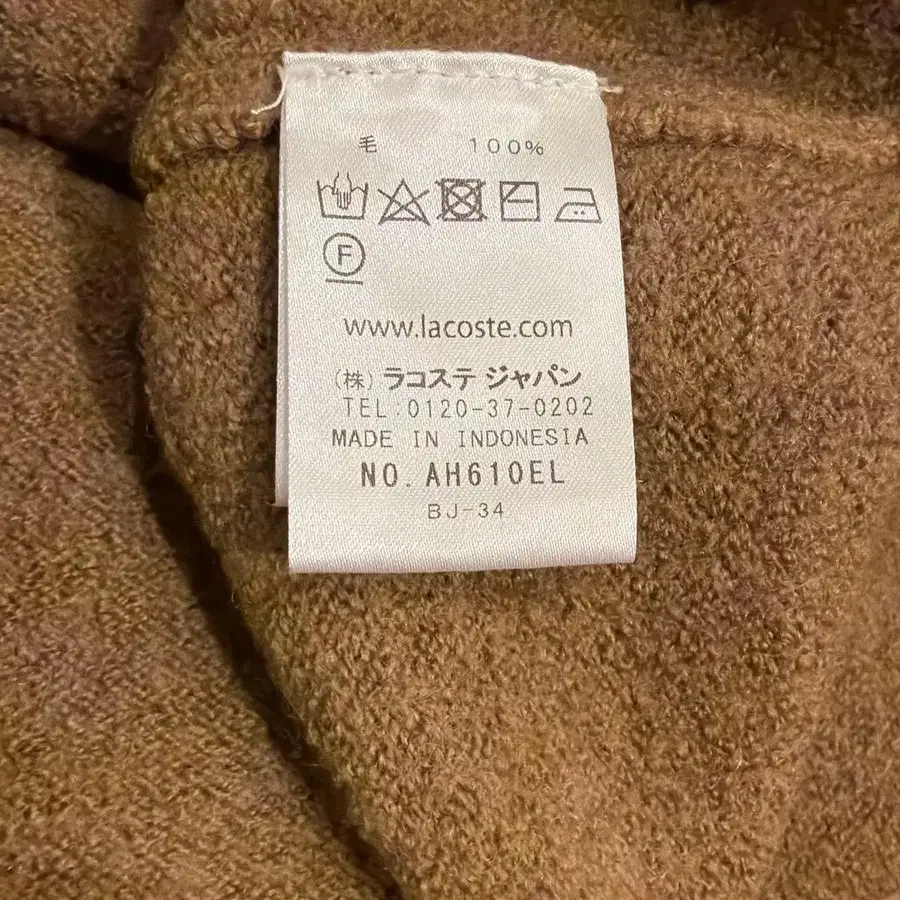 毛 100%
F
www.lacoste.com
(株) ラコステ ジャパン
TEL:0120-37-0202
MADE IN INDONESIA
NO. AH610EL
BJ-34